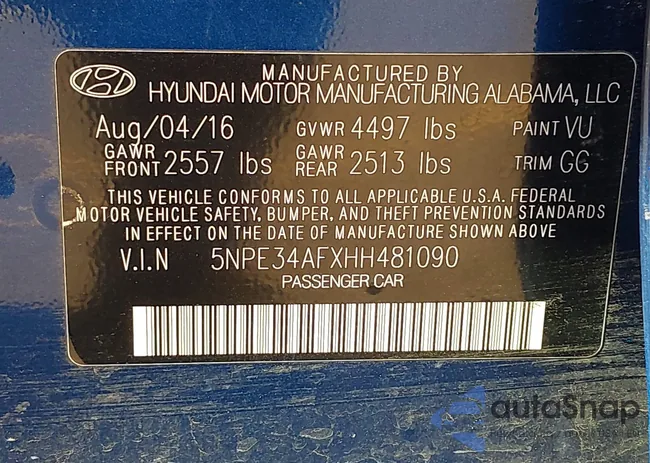 MANUFACTURED BY
HYUNDAI MOTOR MANUFACTURING ALABAMA, LLC
Aug/04/16 GVWR 4497 lbs PAINT VU
GAWR FRONT 2557 lbs GAWR REAR 2513 lbs TRIM GG
THIS VEHICLE CONFORMS TO ALL APPLICABLE U.S.A. FEDERAL
MOTOR VEHICLE SAFETY, BUMPER, AND THEFT PREVENTION STANDARDS
IN EFFECT ON THE DATE OF MANUFACTURE SHOWN ABOVE.
V.I.N 5NPE34AFXHH481090
PASSENGER CAR
autoSnap